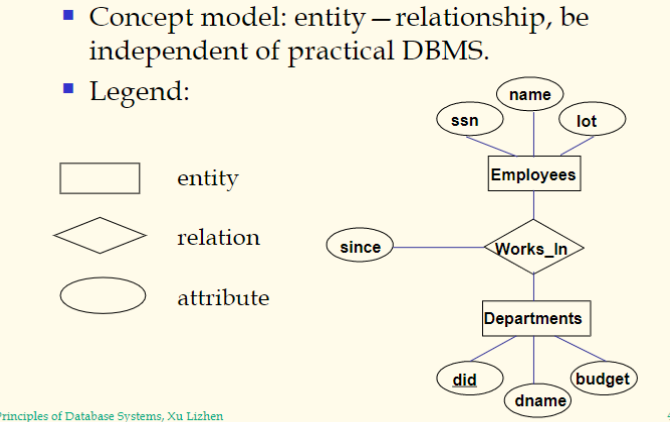 Concept model: entity – relationship, be
independent of practical DBMS.
Legend:
entity
relation
attribute
name
ssn
lot
Employees
since
Works_In
Departments
did
budget
dname
Principles of Database Systems, Xu Lizhen